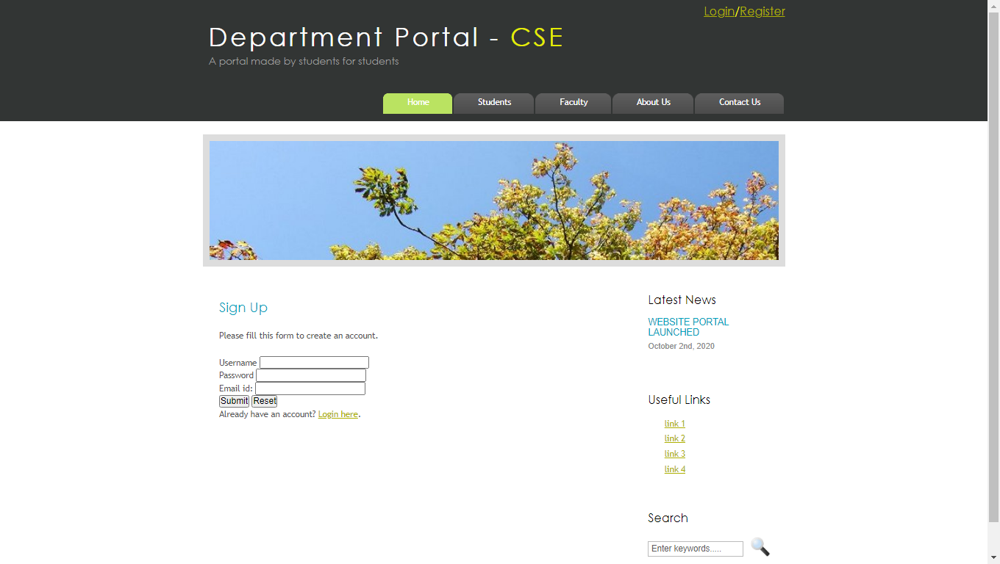 Login/Register
Department Portal - CSE
A portal made by students for students
Home
Students
Faculty
About Us
Contact Us
Sign Up
Please fill this form to create an account.
Username
Password
Email id:
Submit Reset
Already have an account? Login here.
Latest News
WEBSITE PORTAL
LAUNCHED
October 2nd, 2020
Useful Links
link 1
link 2
link 3
link 4
Search
Enter keywords.....